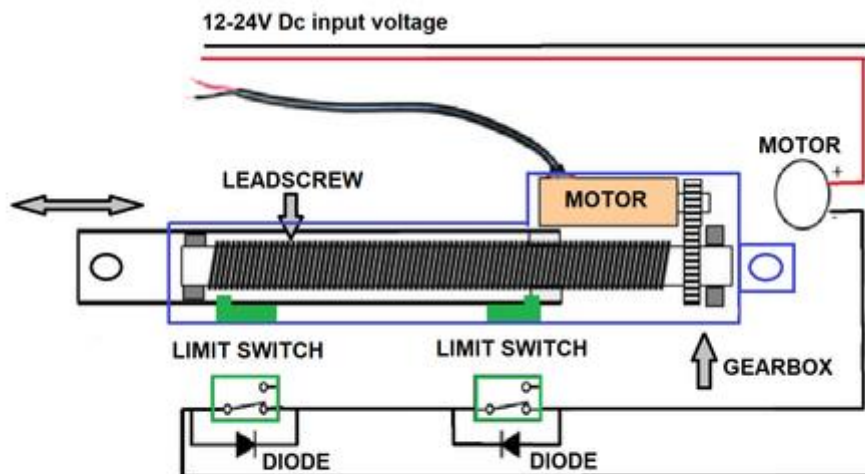 12-24V Dc input voltage
MOTOR
+
-
LEADSCREW
MOTOR
LIMIT SWITCH
LIMIT SWITCH
GEARBOX
DIODE
DIODE